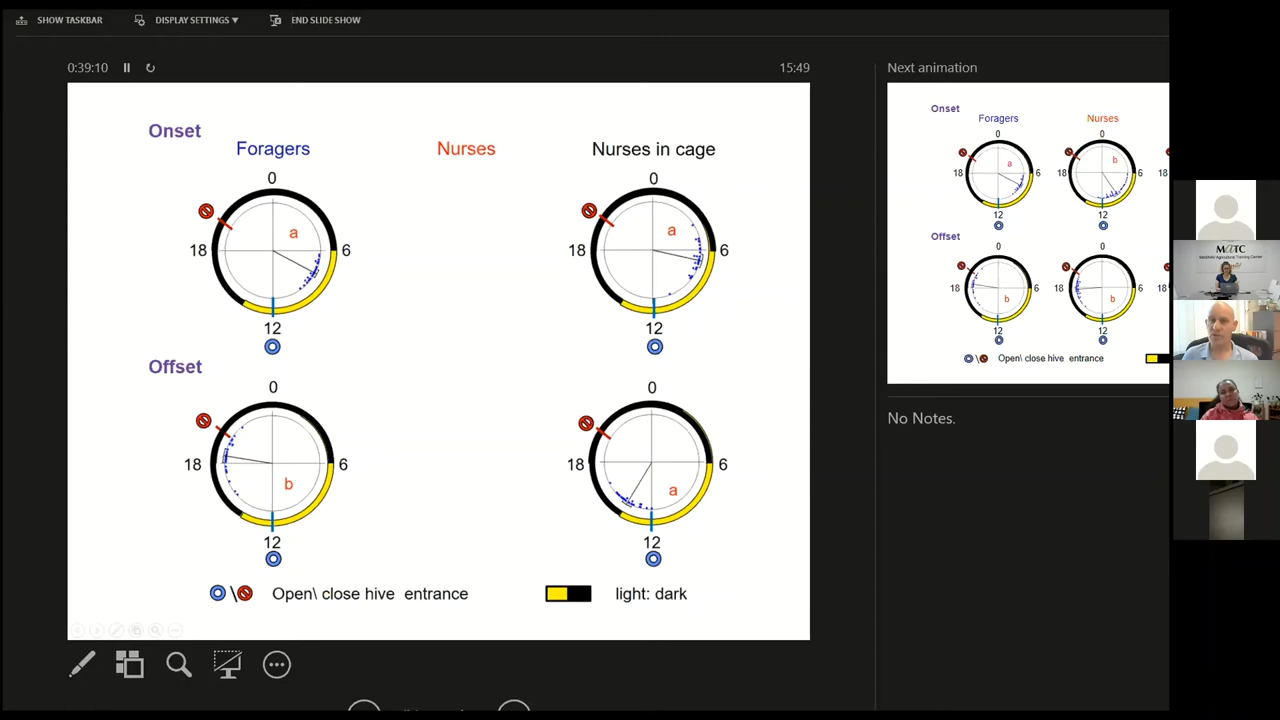 SHOW TASKBAR
DISPLAY SETTINGS ▼
END SLIDE SHOW
0:39:10
15:49
Onset
Foragers
Nurses
Nurses in cage
0
0
a
a
18
6
18
6
12
12
Offset
0
0
18
6
18
6
b
a
12
12
\
Open\ close hive entrance
light: dark
Next animation
Onset
Foragers
Nurses
0
0
a
b
18
6
18
6
18
12
12
Offset
0
0
18
6
18
6
18
b
b
12
12
\
Open\ close hive entrance
No Notes.
MaTC